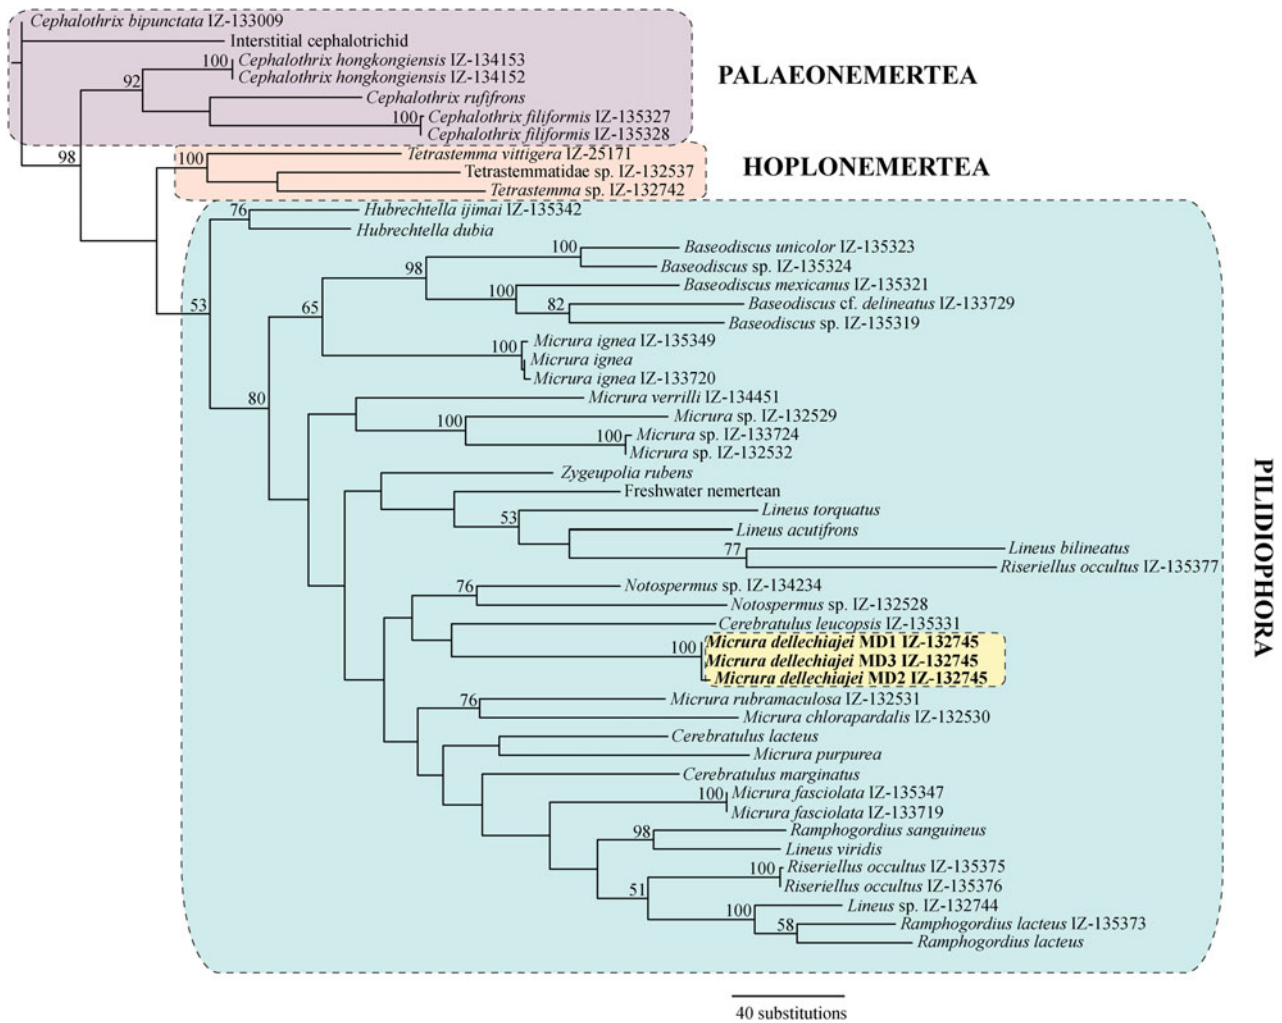 Cephalothrix bipunctata IZ-133009
Interstitial cephalotrichid
100 Cephalothrix hongkongiensis IZ-134153
Cephalothrix hongkongiensis IZ-134152
PALAEONEMERTEA
92
Cephalothrix rufifrons
100 Cephalothrix filiformis IZ-135327
Cephalothrix filiformis IZ-135328
98
100 Tetrastemma vittigera IZ-25171
Tetrastemmatidae sp. IZ-132537
HOPLONEMERTEA
Tetrastemma sp. IZ-132742
76 Hubrechtella ijimai IZ-135342
Hubrechtella dubia
100 Baseodiscus unicolor IZ-135323
Baseodiscus sp. IZ-135324
98
100 Baseodiscus mexicanus IZ-135321
82 Baseodiscus cf. delineatus IZ-133729
Baseodiscus sp. IZ-135319
53
65
100 Micrura ignea IZ-135349
Micrura ignea
Micrura ignea IZ-133720
80
Micrura verrilli IZ-134451
100 Micrura sp. IZ-132529
100 Micrura sp. IZ-133724
Micrura sp. IZ-132532
Zygeupolia rubens
Freshwater nemertean
53 Lineus torquatus
Lineus acutifrons
77 Lineus bilineatus
Riseriellus occultus IZ-135377
PILIDIOPHORA
76 Notospermus sp. IZ-134234
Notospermus sp. IZ-132528
Cerebratulus leucopsis IZ-135331
100 Micrura dellechiajei MD1 IZ-132745
Micrura dellechiajei MD3 IZ-132745
Micrura dellechiajei MD2 IZ-132745
76 Micrura rubramaculosa IZ-132531
Micrura chlorapardalis IZ-132530
Cerebratulus lacteus
Micrura purpurea
Cerebratulus marginatus
100 Micrura fasciolata IZ-135347
Micrura fasciolata IZ-133719
98 Ramphogordius sanguineus
Lineus viridis
100 Riseriellus occultus IZ-135375
Riseriellus occultus IZ-135376
51
100 Lineus sp. IZ-132744
58 Ramphogordius lacteus IZ-135373
Ramphogordius lacteus
40 substitutions